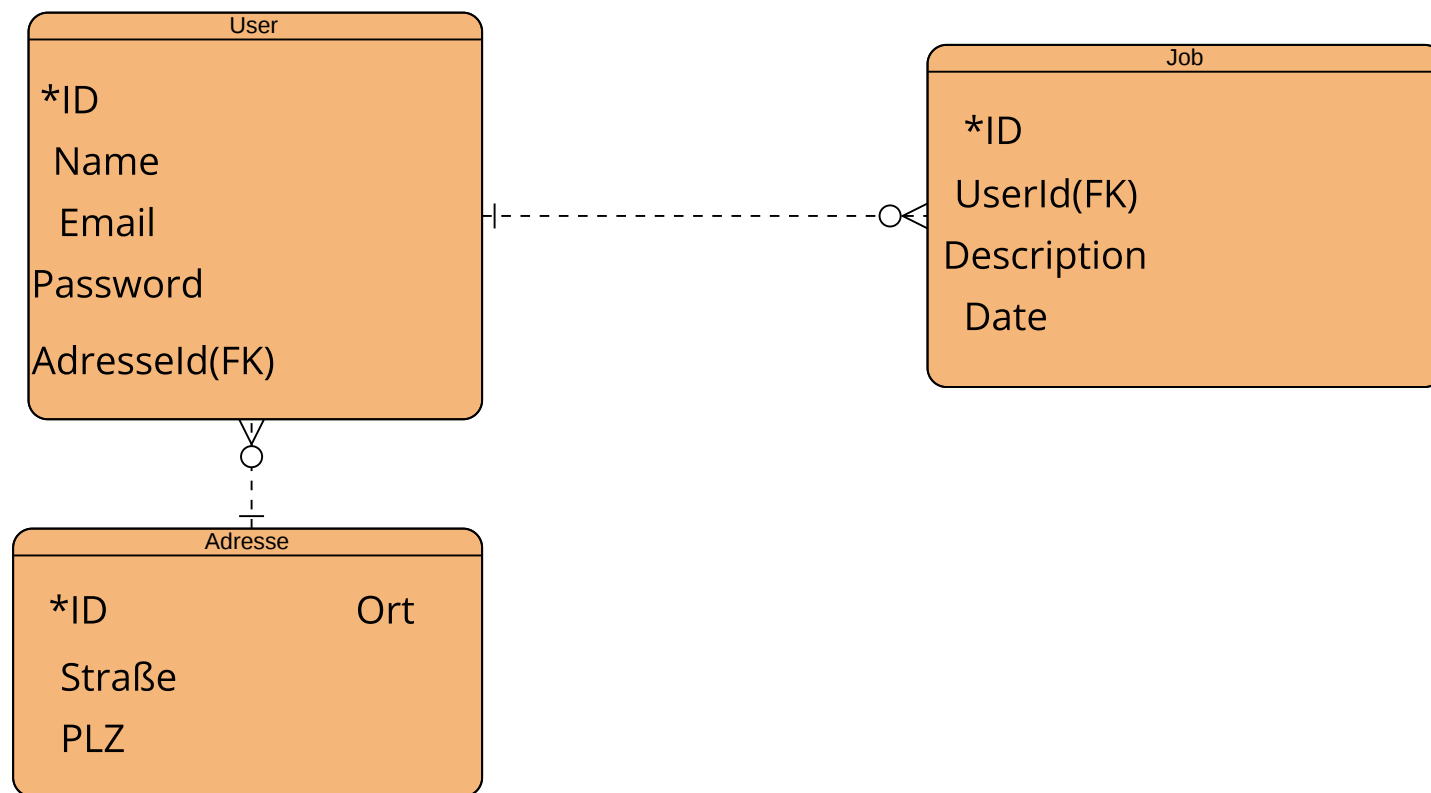 User
*ID
Name
Email
Password
AdresseId(FK)
Job
*ID
UserId(FK)
Description
Date
Adresse
*ID Ort
Straße
PLZ